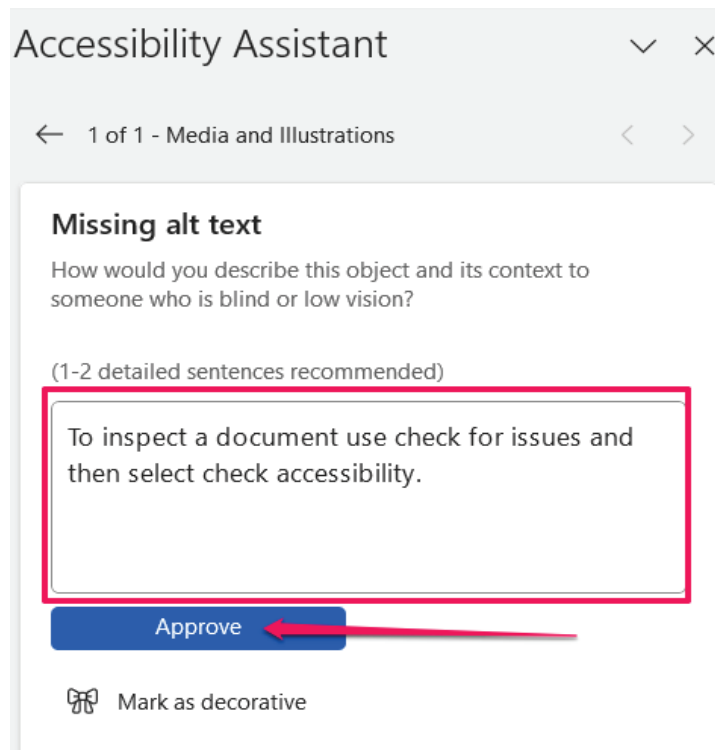 Accessibility Assistant
1 of 1 - Media and Illustrations
Missing alt text
How would you describe this object and its context to
someone who is blind or low vision?
(1-2 detailed sentences recommended)
To inspect a document use check for issues and
then select check accessibility.
Approve
Mark as decorative